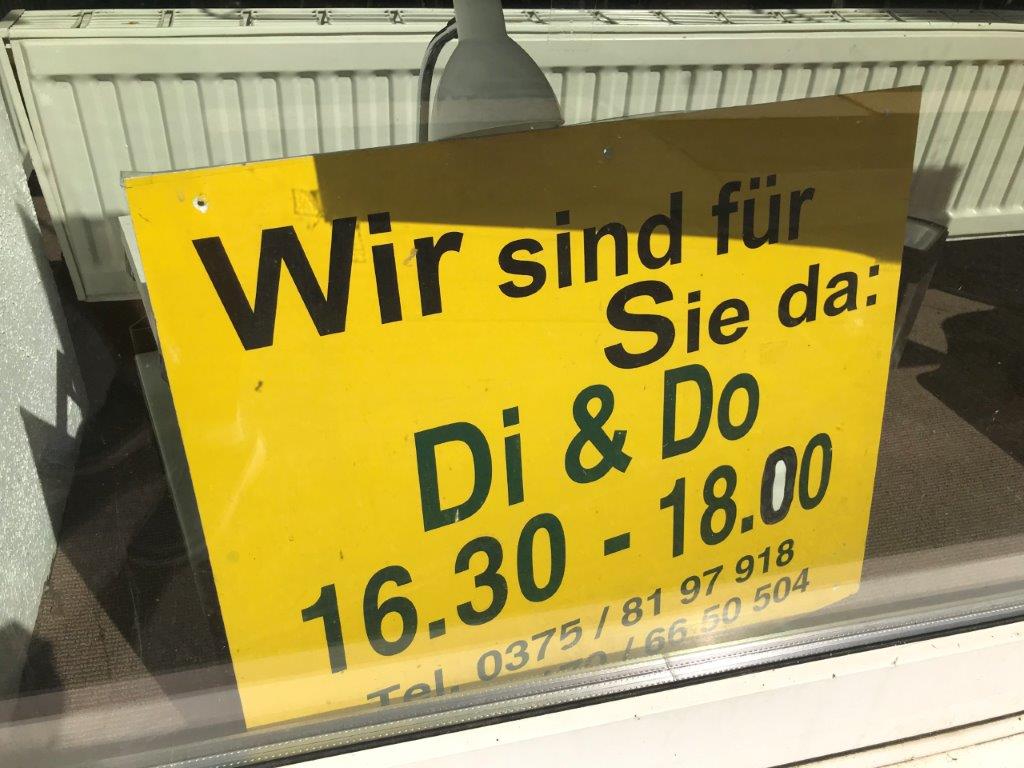 Wir sind für
Sie da:
Di & Do
16.30 - 18.00
Tel. 0375 / 81 97 918
/ 66 50 504